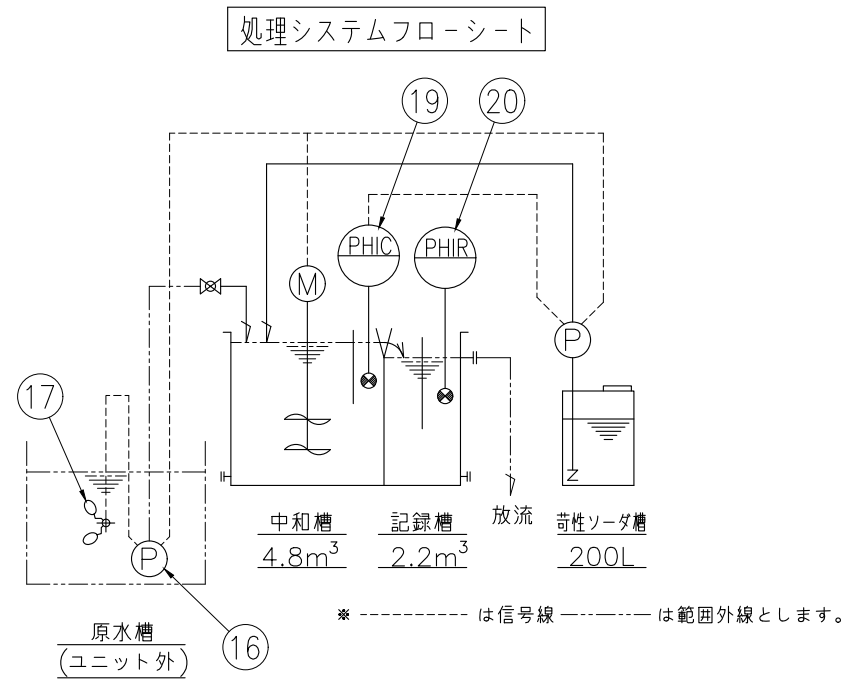 処理システムフローシート
19
20
PHIC
PHIR
M
P
17
P
中和槽
4.8m³
記録槽
2.2m³
放流
苛性ソーダ槽
200L
※ ---------- は信号線 ―--―--― は範囲外線とします。
原水槽
(ユニット外)
16